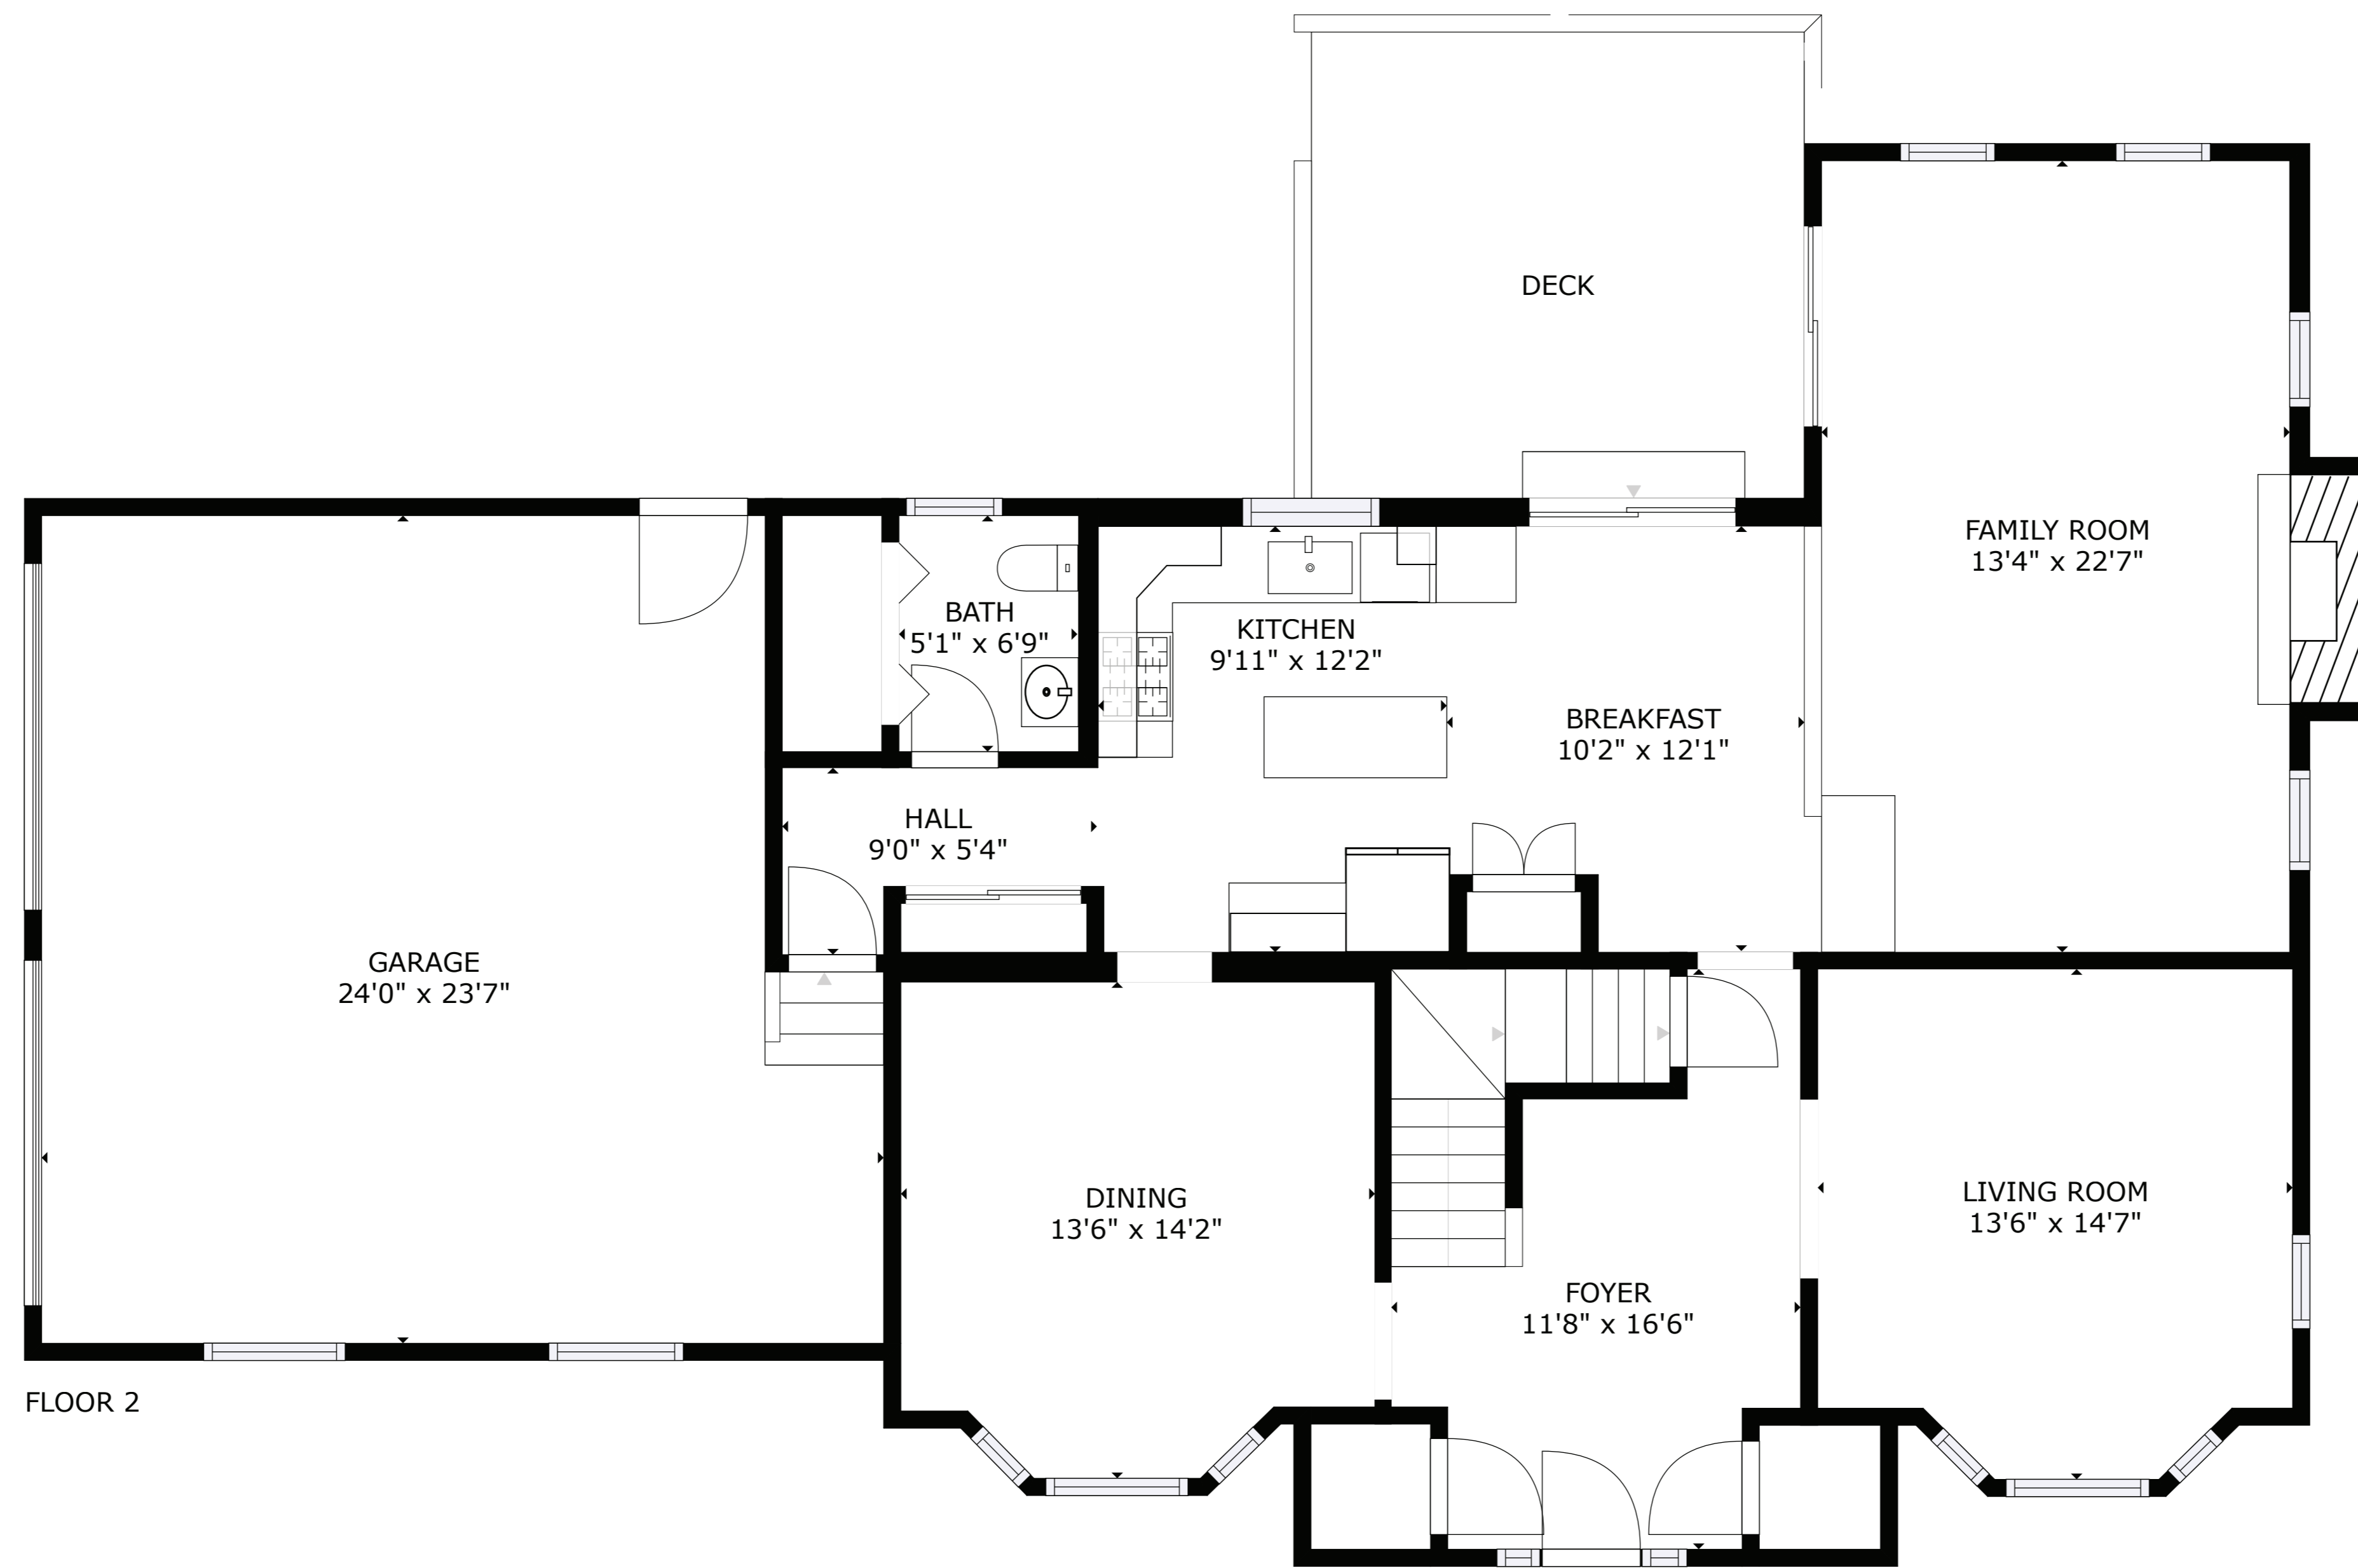 DECK
FAMILY ROOM
13'4" x 22'7"
BATH
5'1" x 6'9"
KITCHEN
9'11" x 12'2"
BREAKFAST
10'2" x 12'1"
HALL
9'0" x 5'4"
GARAGE
24'0" x 23'7"
DINING
13'6" x 14'2"
LIVING ROOM
13'6" x 14'7"
FOYER
11'8" x 16'6"
FLOOR 2